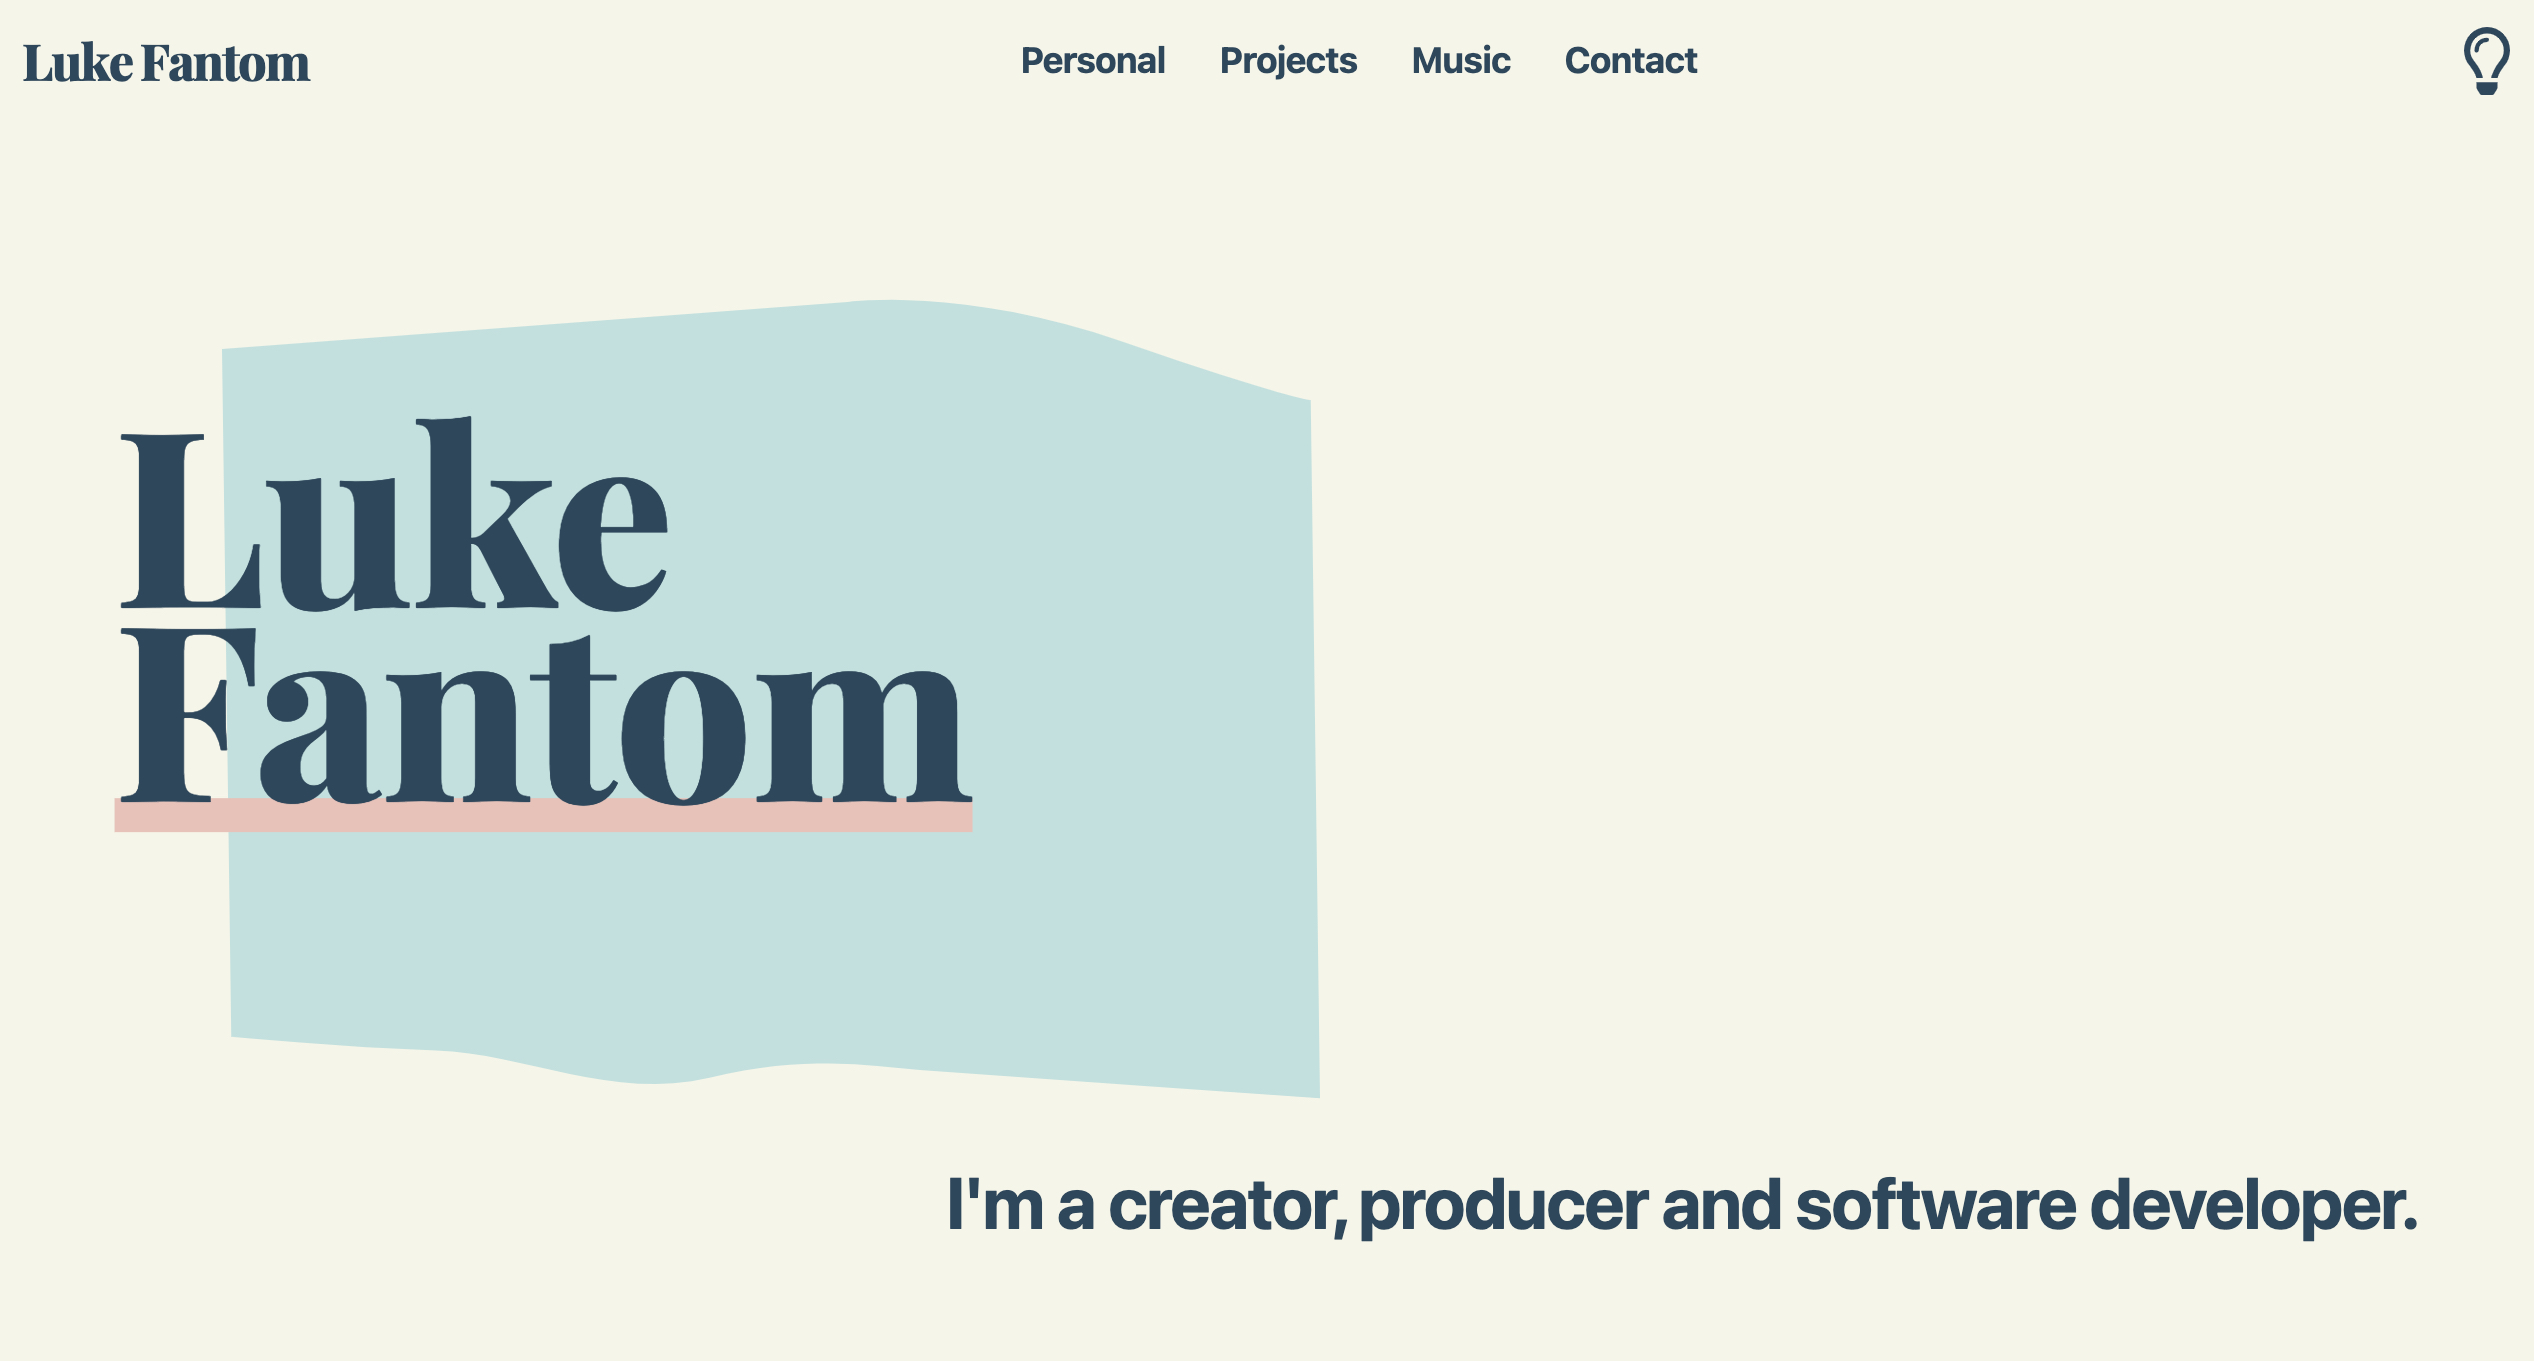 Luke Fantom
Personal Projects Music Contact
Luke
Fantom
I'm a creator, producer and software developer.